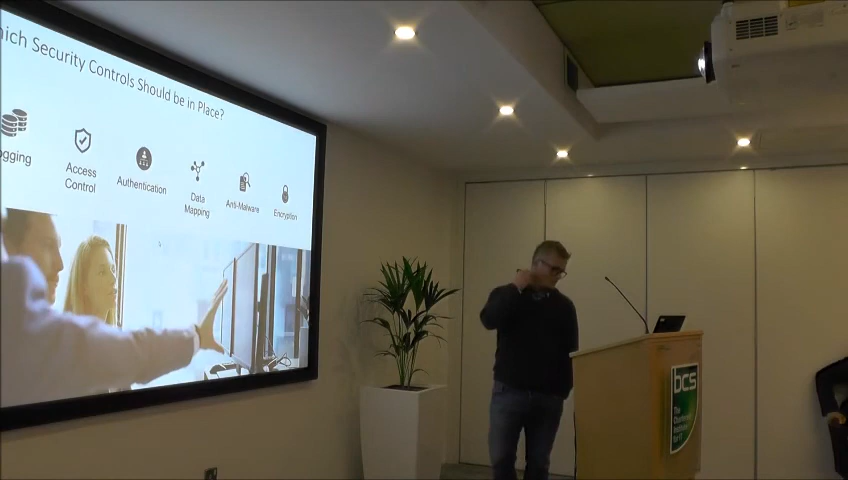 hich Security Controls Should be in Place?
ogging
Access
Control
Authentication
Data
Mapping
Anti-Malware
Encryption
bcs
The
Chartered
Institute
for IT